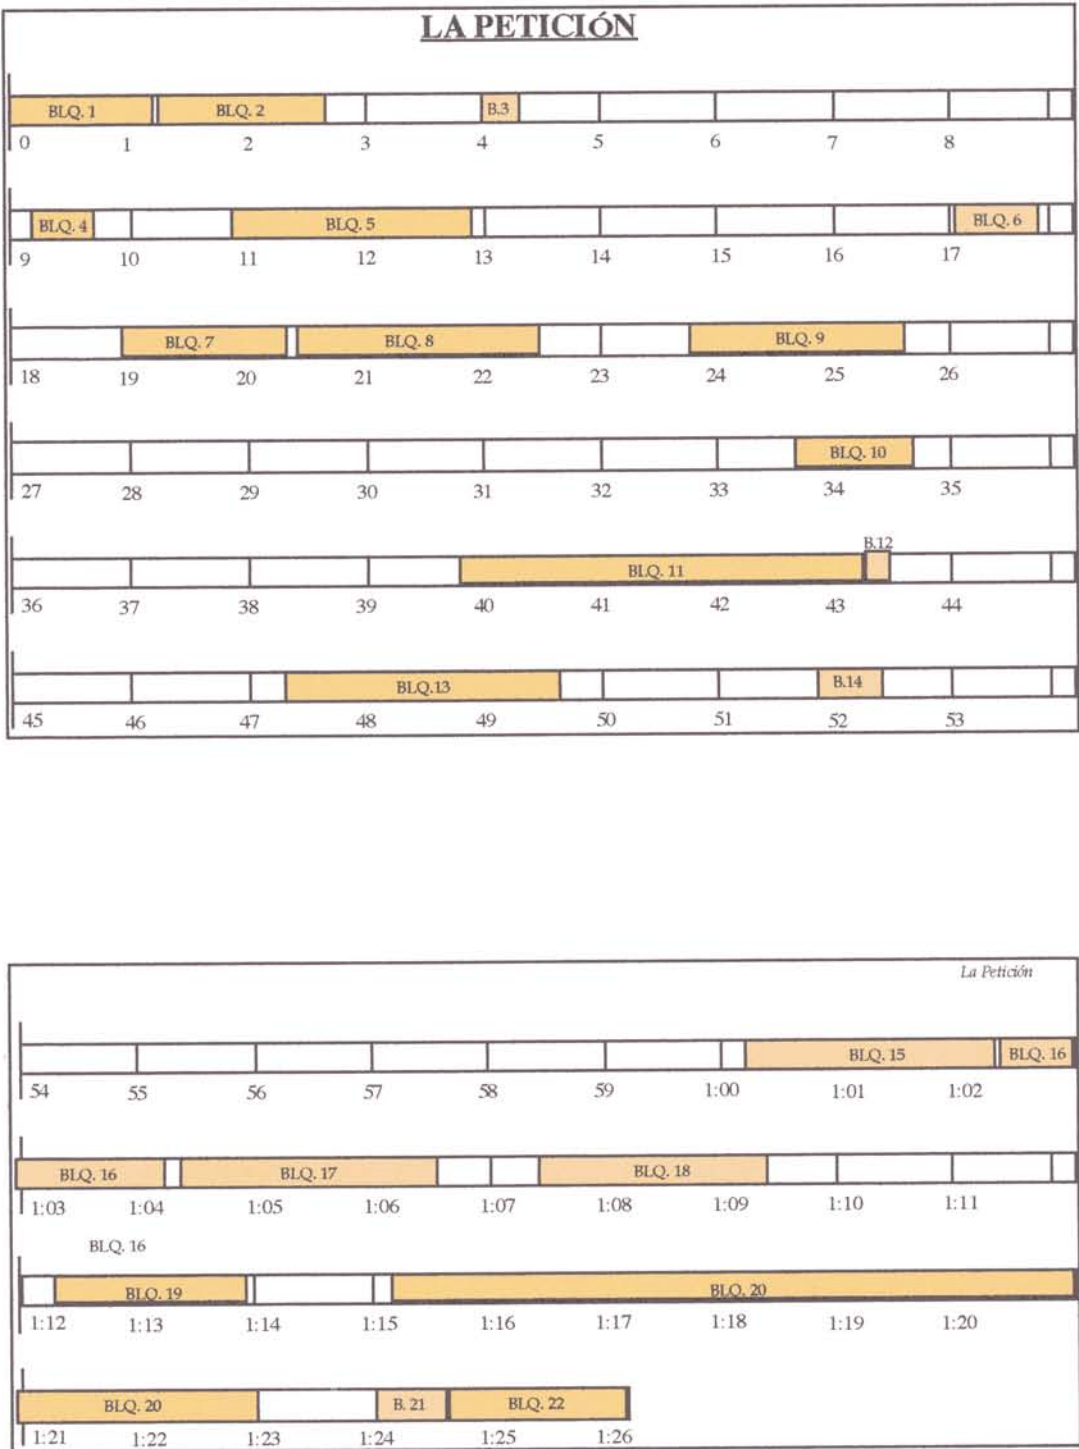 LA PETICIÓN
BLQ. 1 BLQ. 2 B.3
0 1 2 3 4 5 6 7 8
BLQ. 4 BLQ. 5 BLQ. 6
9 10 11 12 13 14 15 16 17
BLQ. 7 BLQ. 8 BLQ. 9
18 19 20 21 22 23 24 25 26
BLQ. 10
27 28 29 30 31 32 33 34 35
B.12
BLQ. 11
36 37 38 39 40 41 42 43 44
BLQ.13 B.14
45 46 47 48 49 50 51 52 53
La Petición
BLQ. 15 BLQ. 16
54 55 56 57 58 59 1:00 1:01 1:02
BLQ. 16 BLQ. 17 BLQ. 18
1:03 1:04 1:05 1:06 1:07 1:08 1:09 1:10 1:11
BLQ. 16
BLQ. 19 BLQ. 20
1:12 1:13 1:14 1:15 1:16 1:17 1:18 1:19 1:20
BLQ. 20 B. 21 BLQ. 22
1:21 1:22 1:23 1:24 1:25 1:26